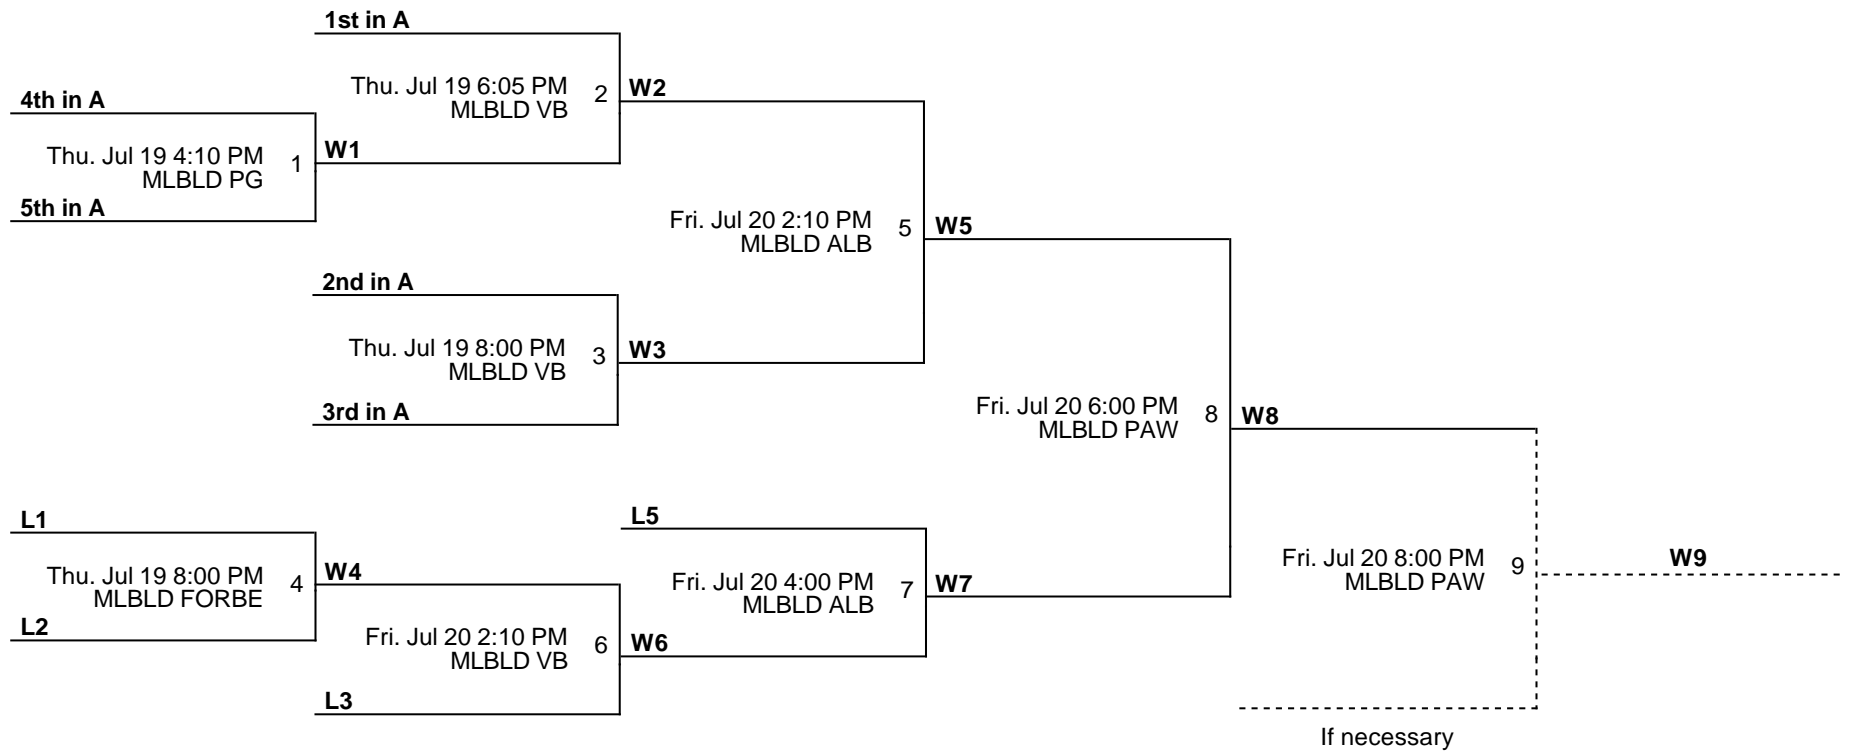 1st in A
Thu. Jul 19 6:05 PM
MLBLD VB
2
W2
4th in A
Thu. Jul 19 4:10 PM
MLBLD PG
1
W1
5th in A
Fri. Jul 20 2:10 PM
MLBLD ALB
5
W5
2nd in A
Thu. Jul 19 8:00 PM
MLBLD VB
3
W3
3rd in A
Fri. Jul 20 6:00 PM
MLBLD PAW
8
W8
L1
Thu. Jul 19 8:00 PM
MLBLD FORBE
4
W4
L2
L5
Fri. Jul 20 4:00 PM
MLBLD ALB
7
W7
Fri. Jul 20 2:10 PM
MLBLD VB
6
W6
L3
Fri. Jul 20 8:00 PM
MLBLD PAW
9
W9
If necessary